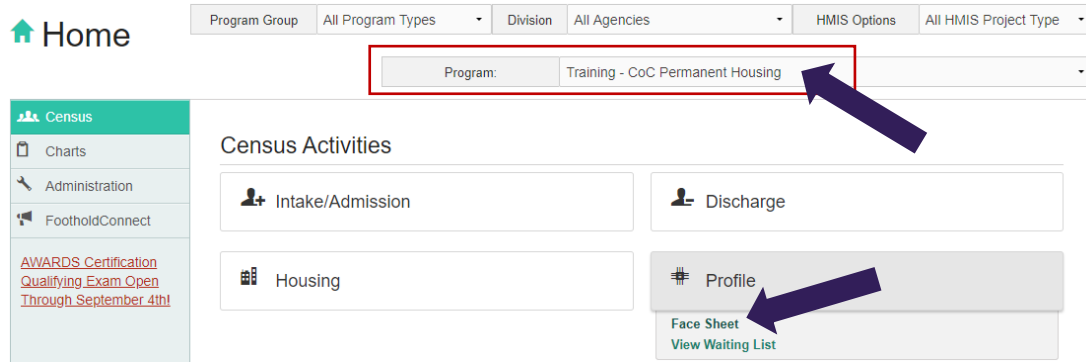 Home
Program Group All Program Types Division All Agencies HMIS Options All HMIS Project Type
Program: Training - CoC Permanent Housing
Census
Charts
Administration
FootholdConnect
AWARDS Certification
Qualifying Exam Open
Through September 4th!
Census Activities
Intake/Admission
Discharge
Housing
Profile
Face Sheet
View Waiting List